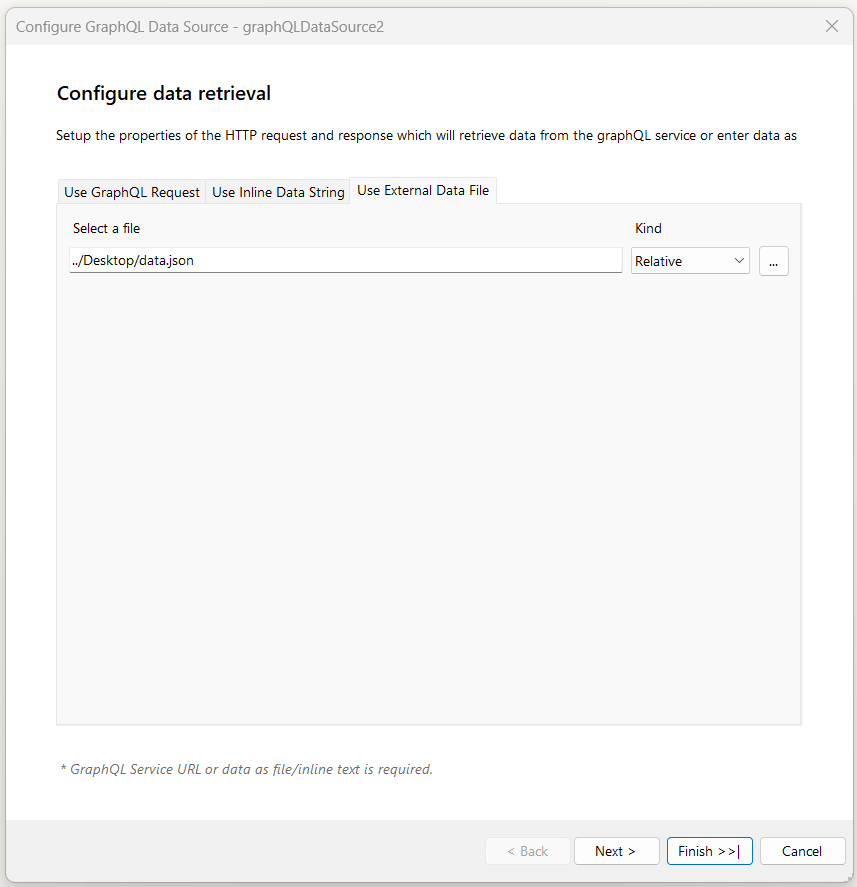 Configure GraphQL Data Source - graphQLDataSource2
Configure data retrieval
Setup the properties of the HTTP request and response which will retrieve data from the graphQL service or enter data as
Use GraphQL Request Use Inline Data String Use External Data File
Select a file Kind
../Desktop/data.json Relative ...
* GraphQL Service URL or data as file/inline text is required.
< Back Next > Finish >>| Cancel